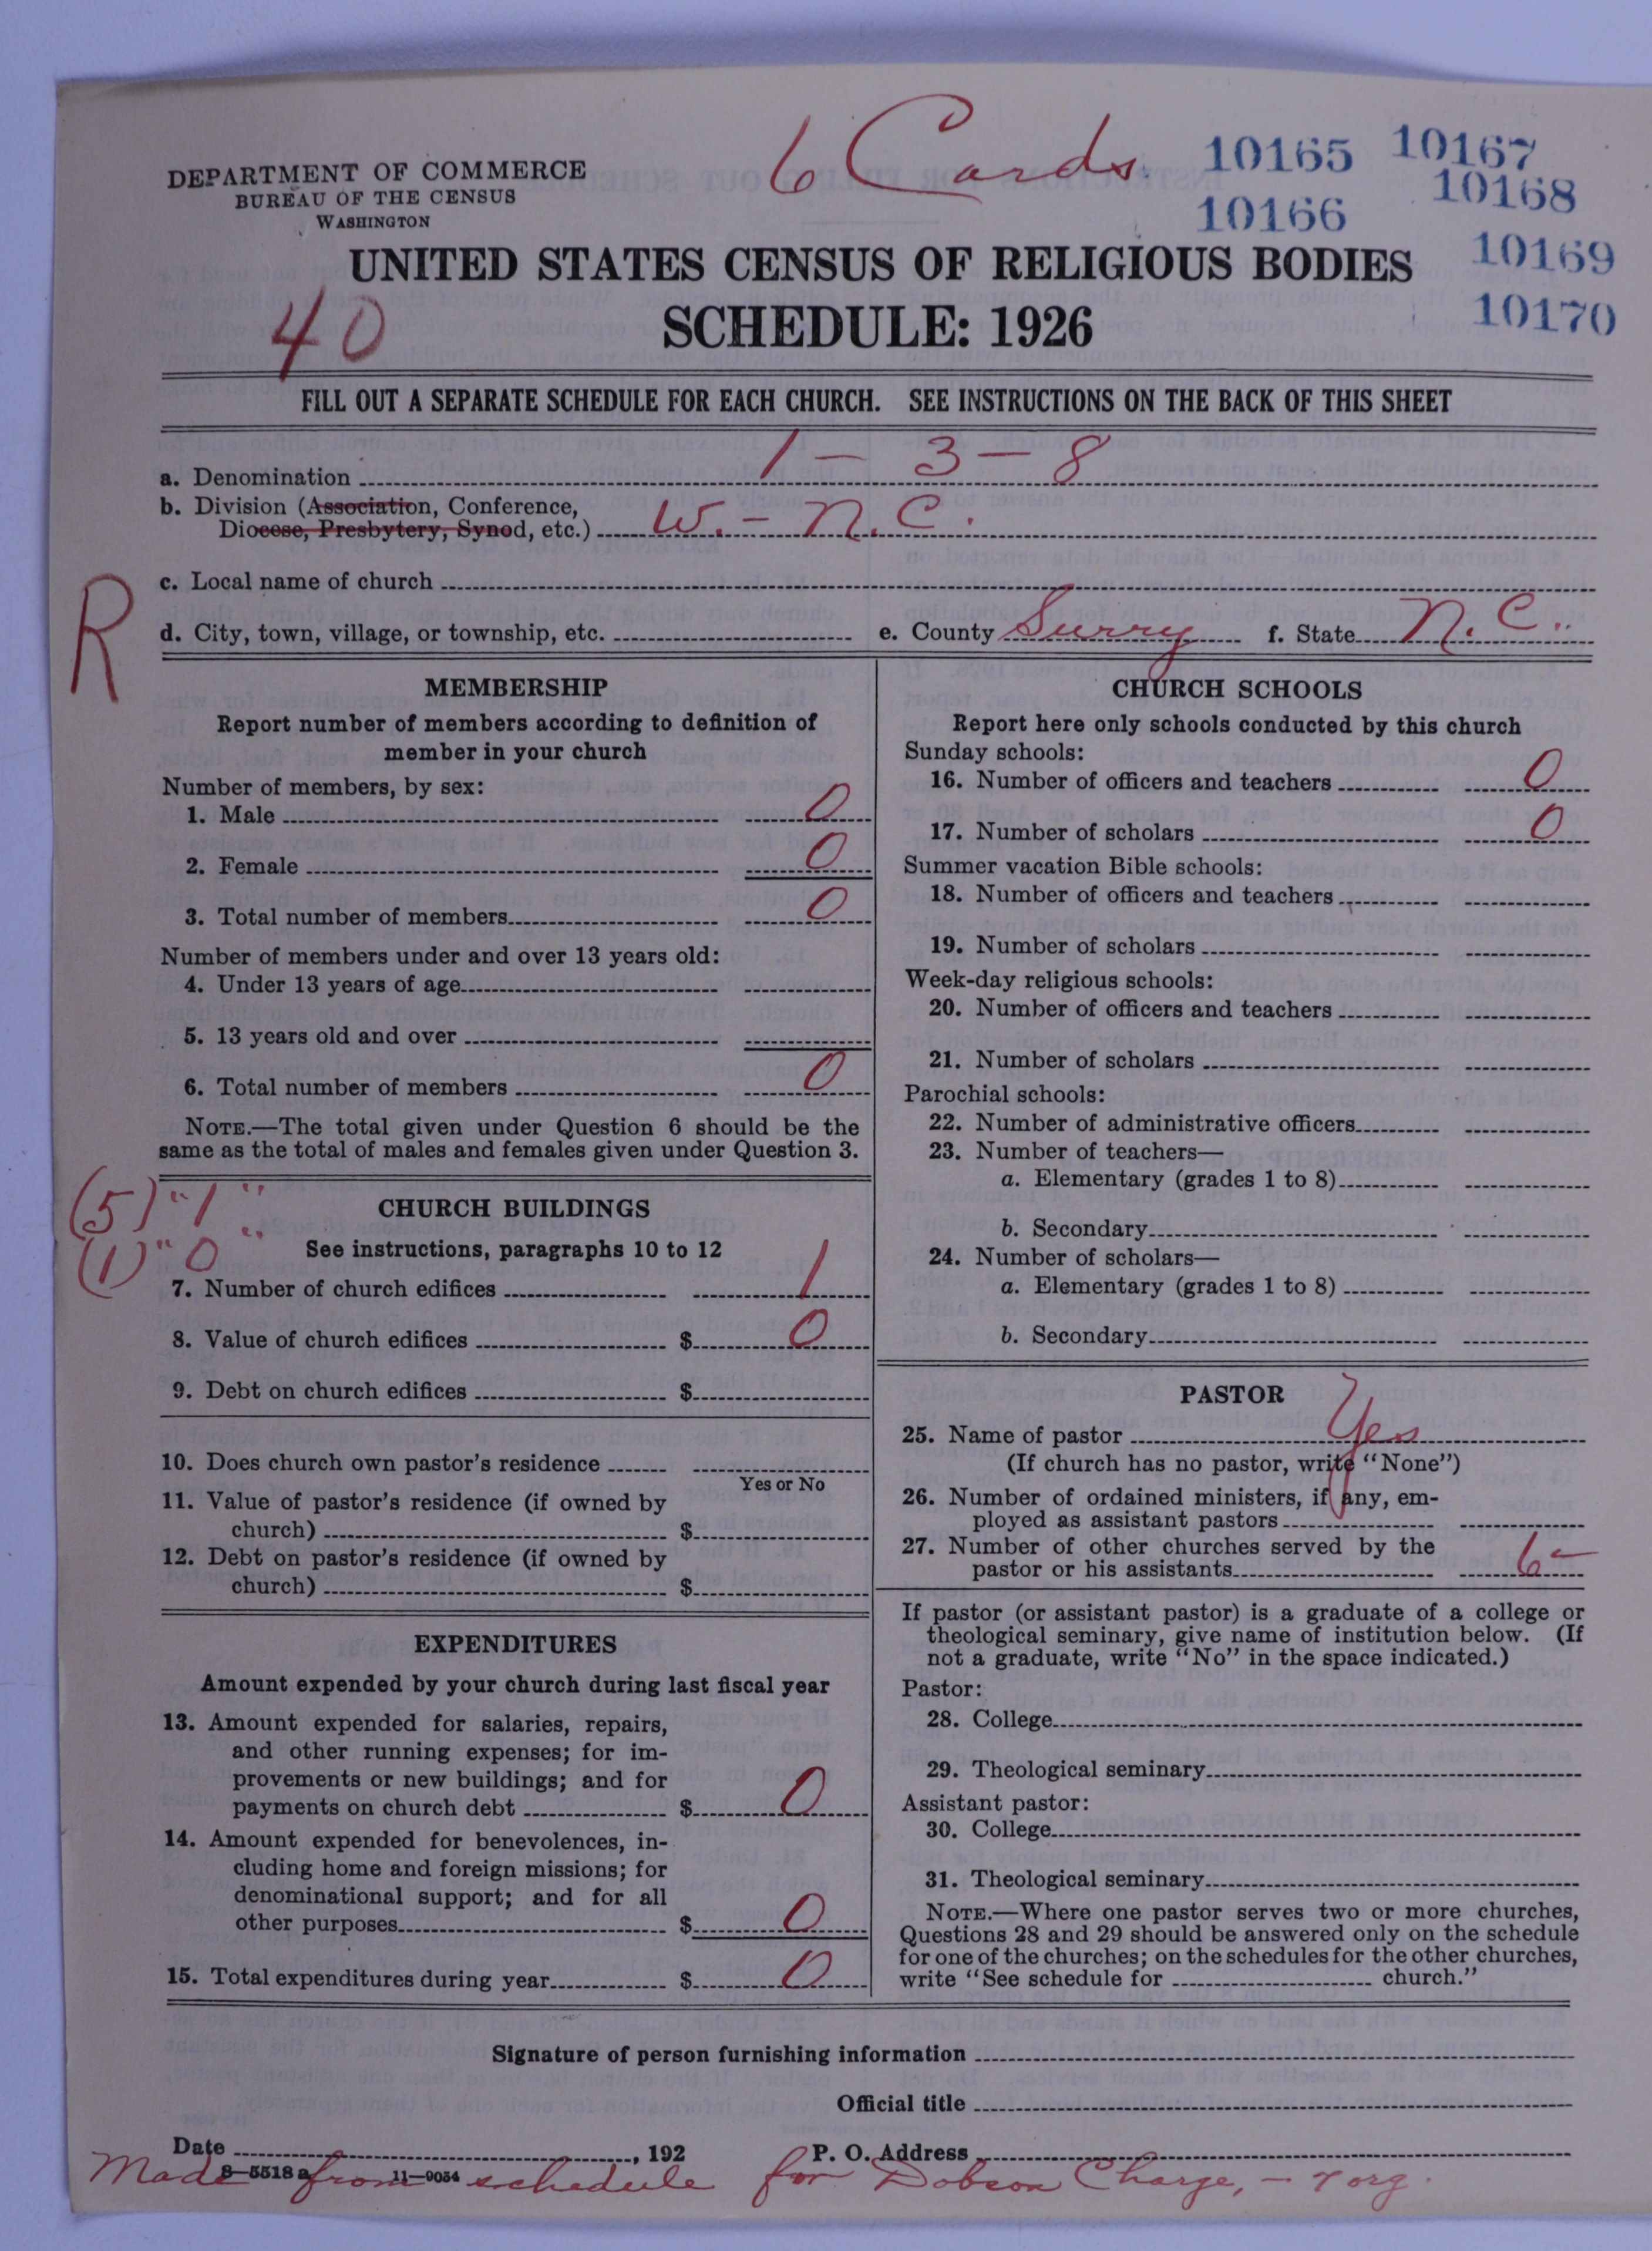 6 Cards.
10165 10167
10168
10166
10169
10170
DEPARTMENT OF COMMERCE
BUREAU OF THE CENSUS
WASHINGTON
UNITED STATES CENSUS OF RELIGIOUS BODIES
40
SCHEDULE: 1926
FILL OUT A SEPARATE SCHEDULE FOR EACH CHURCH. SEE INSTRUCTIONS ON THE BACK OF THIS SHEET
a. Denomination 1 - 3 - 8
b. Division (Association, Conference,
Diocese, Presbytery, Synod, etc.) W. - N.C.
c. Local name of church
R
d. City, town, village, or township, etc. e. County Surry f. State N.C.
MEMBERSHIP
Report number of members according to definition of
member in your church
Number of members, by sex:
1. Male 0
2. Female 0
3. Total number of members 0
Number of members under and over 13 years old:
4. Under 13 years of age
5. 13 years old and over
6. Total number of members 0
NOTE.—The total given under Question 6 should be the
same as the total of males and females given under Question 3.
(5) "1"
(1) "0"
CHURCH BUILDINGS
See instructions, paragraphs 10 to 12
7. Number of church edifices 1
8. Value of church edifices $ 0
9. Debt on church edifices $
10. Does church own pastor's residence
Yes or No
11. Value of pastor's residence (if owned by
church) $
12. Debt on pastor's residence (if owned by
church) $
EXPENDITURES
Amount expended by your church during last fiscal year
13. Amount expended for salaries, repairs,
and other running expenses; for im-
provements or new buildings; and for
payments on church debt $ 0
14. Amount expended for benevolences, in-
cluding home and foreign missions; for
denominational support; and for all
other purposes $ 0
15. Total expenditures during year $ 0
CHURCH SCHOOLS
Report here only schools conducted by this church
Sunday schools:
16. Number of officers and teachers 0
17. Number of scholars 0
Summer vacation Bible schools:
18. Number of officers and teachers
19. Number of scholars
Week-day religious schools:
20. Number of officers and teachers
21. Number of scholars
Parochial schools:
22. Number of administrative officers
23. Number of teachers—
a. Elementary (grades 1 to 8)
b. Secondary
24. Number of scholars—
a. Elementary (grades 1 to 8)
b. Secondary
PASTOR
25. Name of pastor Yes
(If church has no pastor, write "None")
26. Number of ordained ministers, if any, em-
ployed as assistant pastors
27. Number of other churches served by the
pastor or his assistants 6-
If pastor (or assistant pastor) is a graduate of a college or
theological seminary, give name of institution below. (If
not a graduate, write "No" in the space indicated.)
Pastor:
28. College
29. Theological seminary
Assistant pastor:
30. College
31. Theological seminary
NOTE.—Where one pastor serves two or more churches,
Questions 28 and 29 should be answered only on the schedule
for one of the churches; on the schedules for the other churches,
write "See schedule for church."
Signature of person furnishing information
Official title
Date , 192 P. O. Address
8—5518a 11—9054
Made from schedule for Dobson Charge, - 7 org.